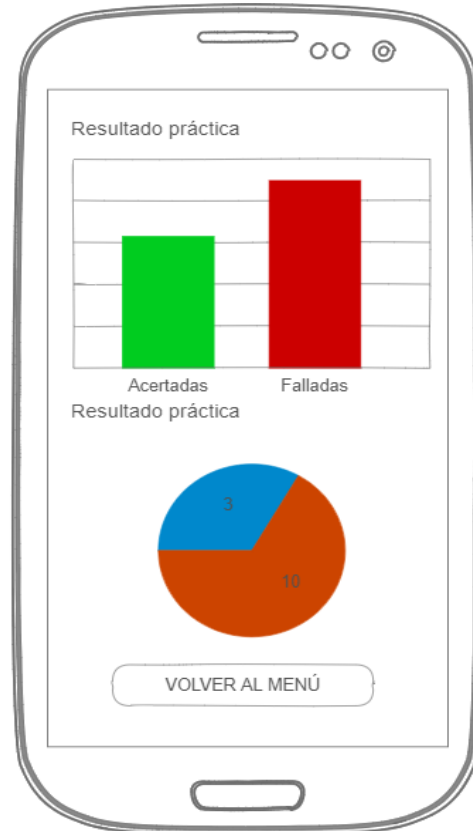 Resultado práctica
Acertadas Falladas
Resultado práctica
3
10
VOLVER AL MENÚ